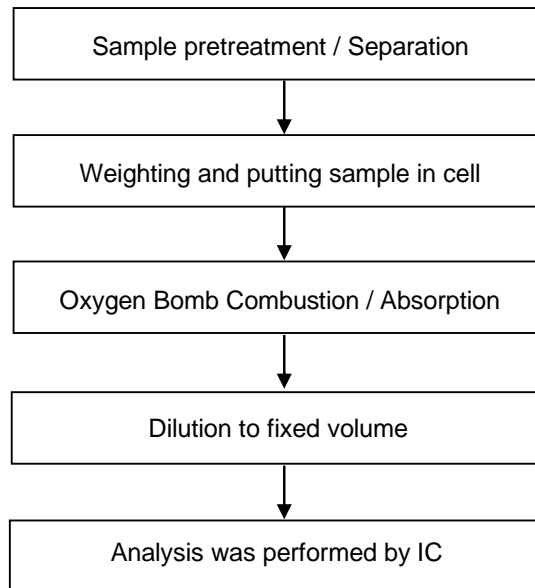 Sample pretreatment / Separation
Weighting and putting sample in cell
Oxygen Bomb Combustion / Absorption
Dilution to fixed volume
Analysis was performed by IC